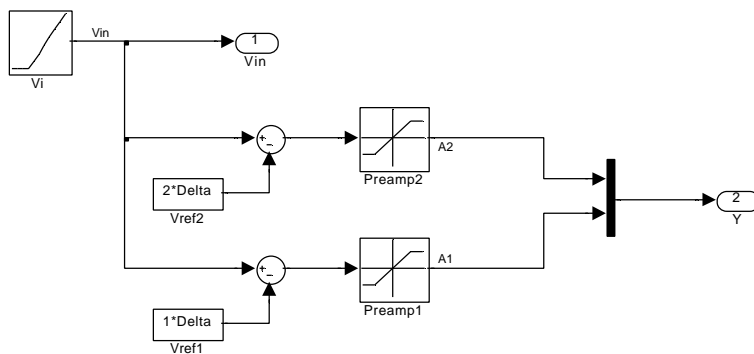 Vin
1
Vin
Vi
+
-
A2
Preamp2
2*Delta
Vref2
2
Y
+
-
A1
Preamp1
1*Delta
Vref1